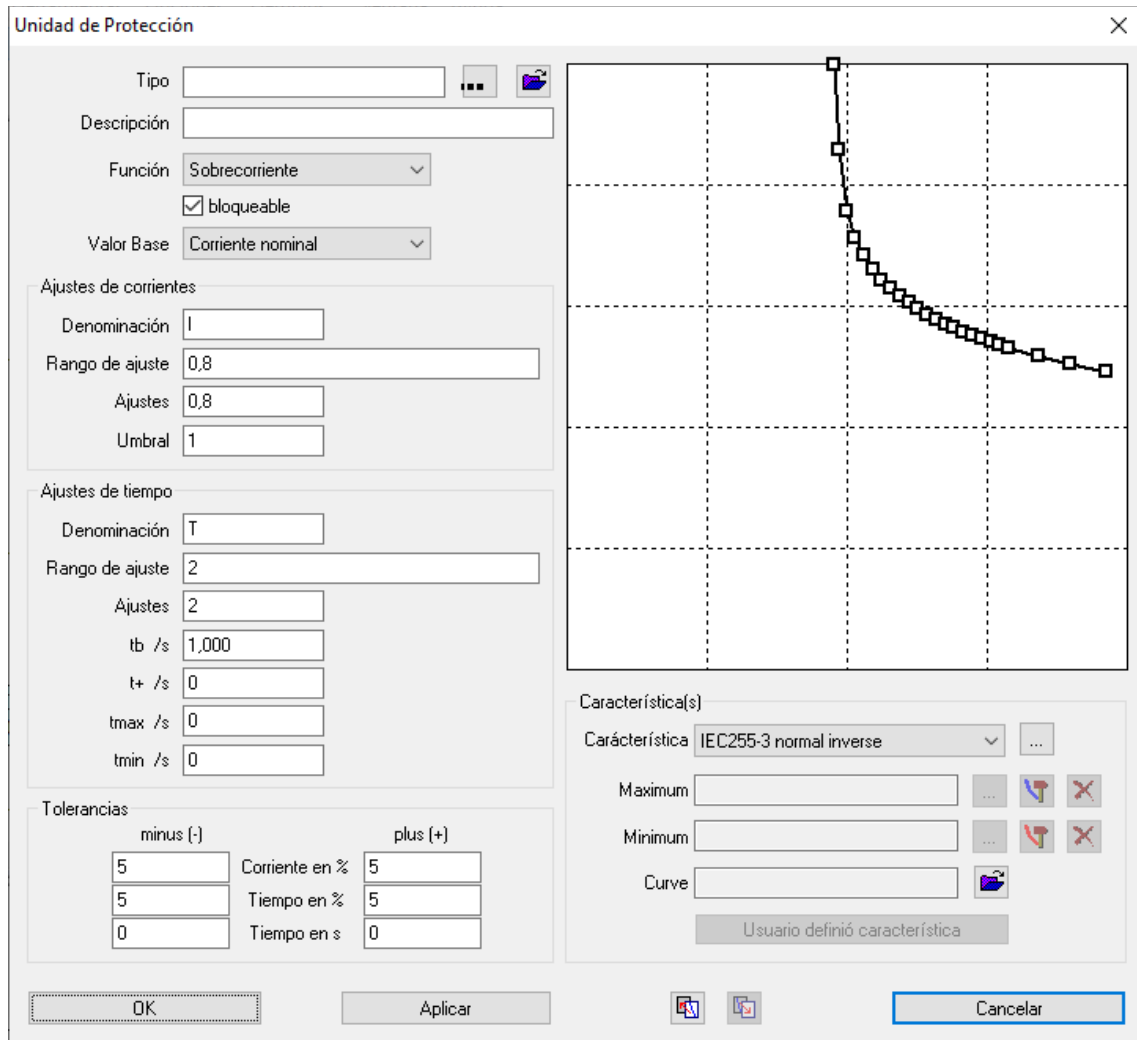 Unidad de Protección
Tipo
...
Descripción
Función Sobrecorriente
bloqueable
Valor Base Corriente nominal
Ajustes de corrientes
Denominación I
Rango de ajuste 0,8
Ajustes 0,8
Umbral 1
Ajustes de tiempo
Denominación T
Rango de ajuste 2
Ajustes 2
tb /s 1,000
t+ /s 0
tmax /s 0
tmin /s 0
Tolerancias
minus (-) plus (+)
5 Corriente en % 5
5 Tiempo en % 5
0 Tiempo en s 0
Característica(s)
Carácterística IEC255-3 normal inverse ...
Maximum ...
Minimum ...
Curve
Usuario definió característica
OK Aplicar Cancelar